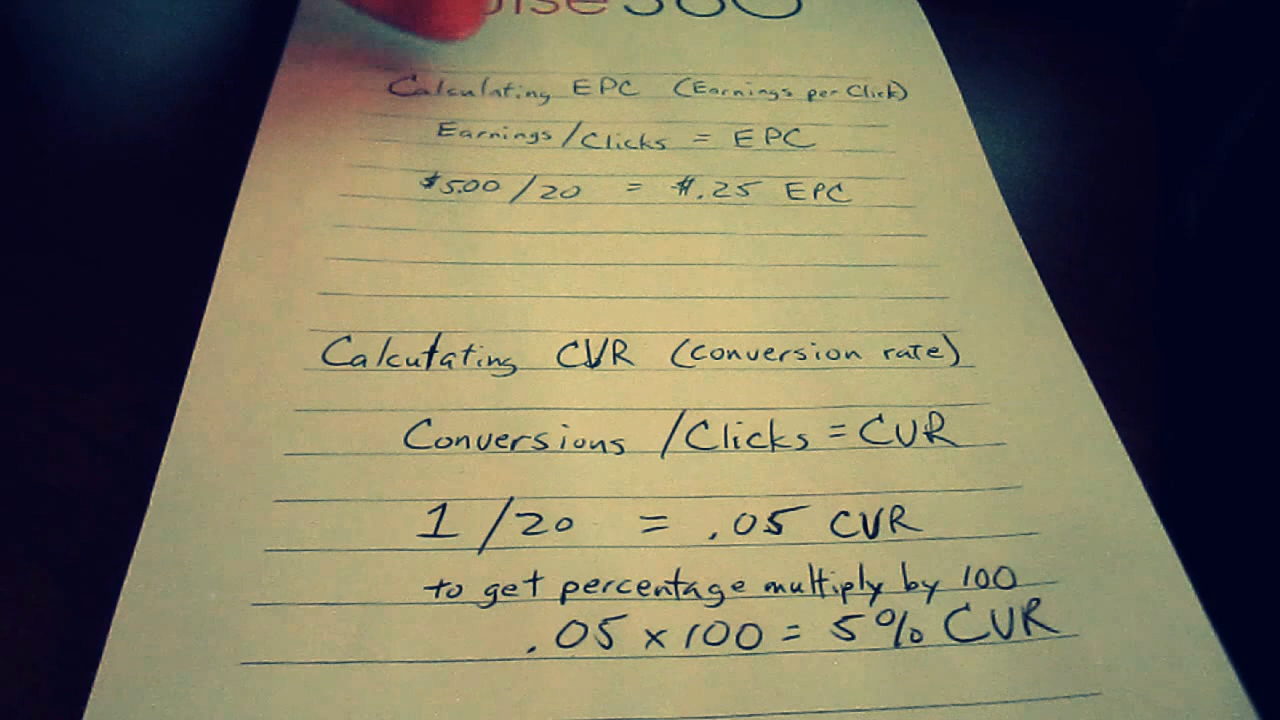 Calculating EPC (Earnings per Click)
Earnings/Clicks = EPC
$5.00/20 = $.25 EPC
Calcutating CVR (conversion rate)
Conversions/Clicks = CVR
1/20 = .05 CVR
to get percentage multiply by 100
.05 x 100 = 5% CVR